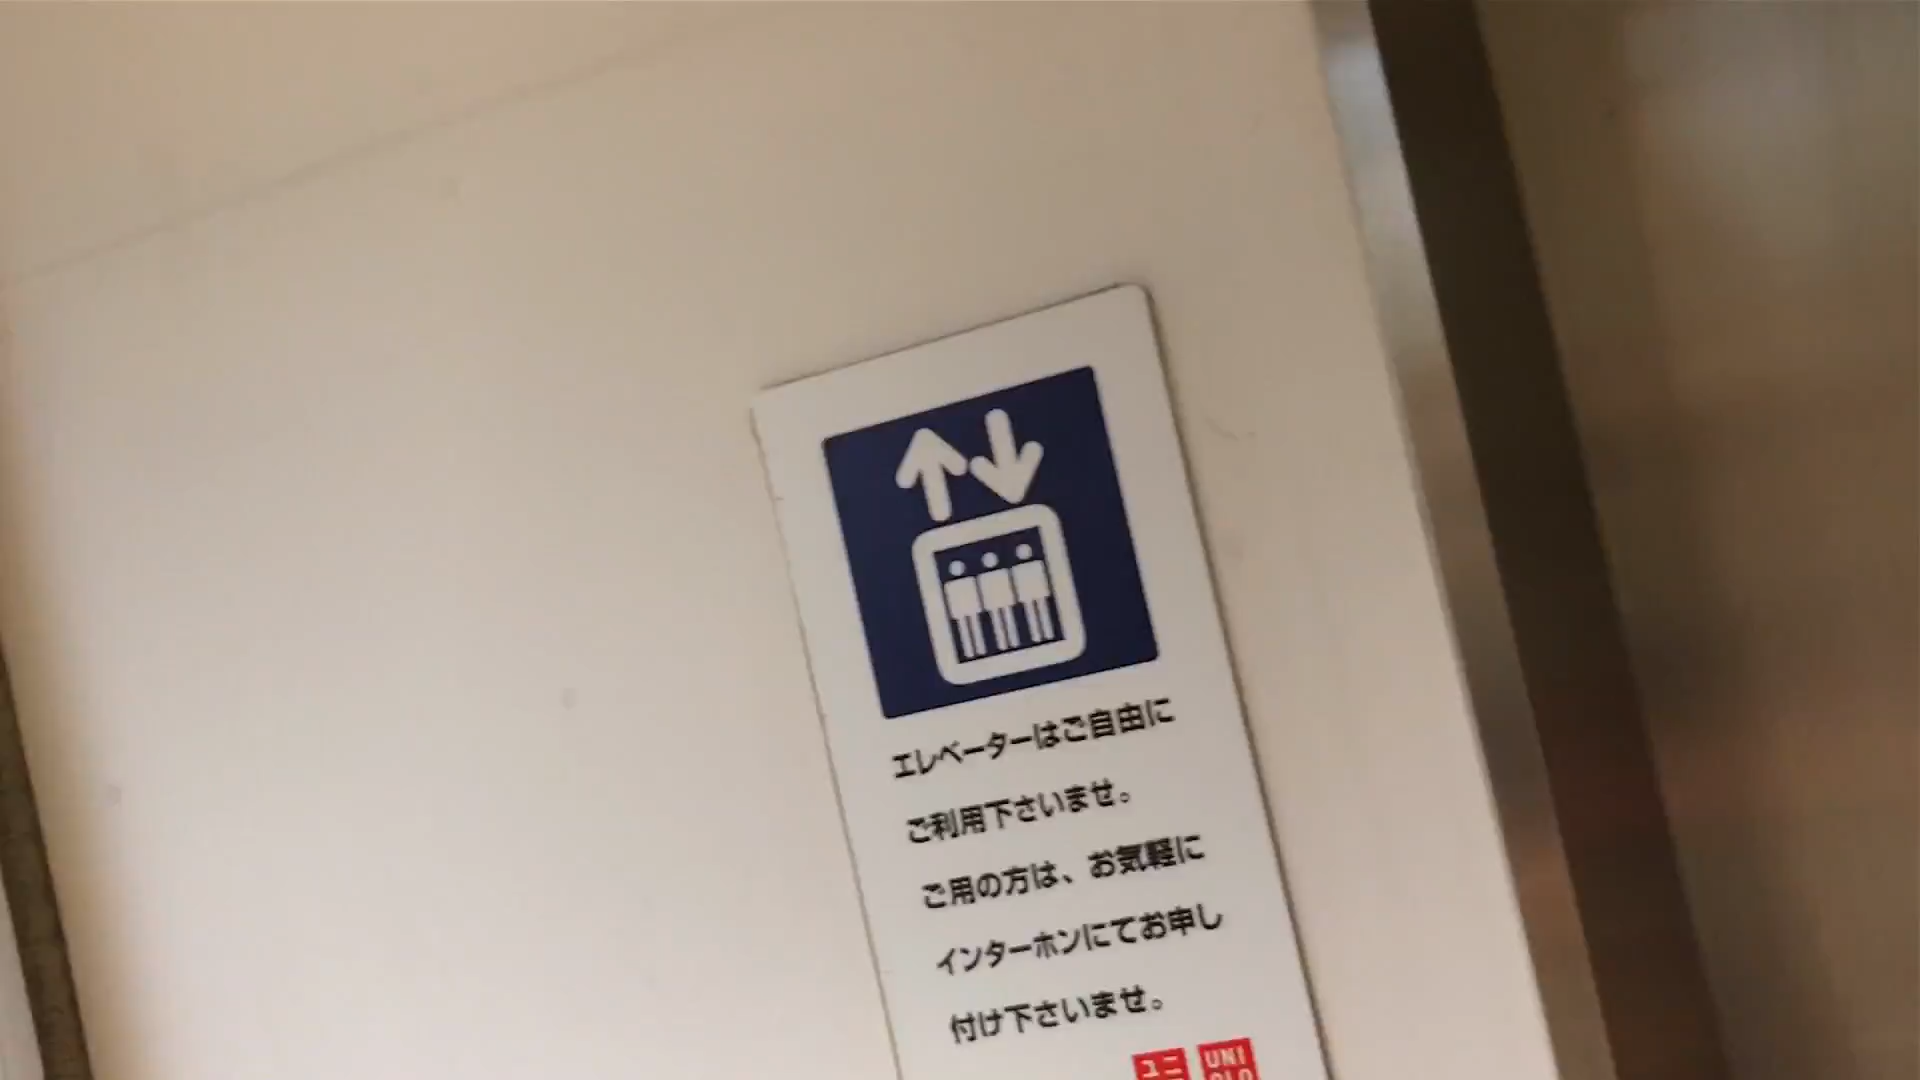 エレベーターはご自由に
ご利用下さいませ。
ご用の方は、お気軽に
インターホンにてお申し
付け下さいませ。
ユニ UNI